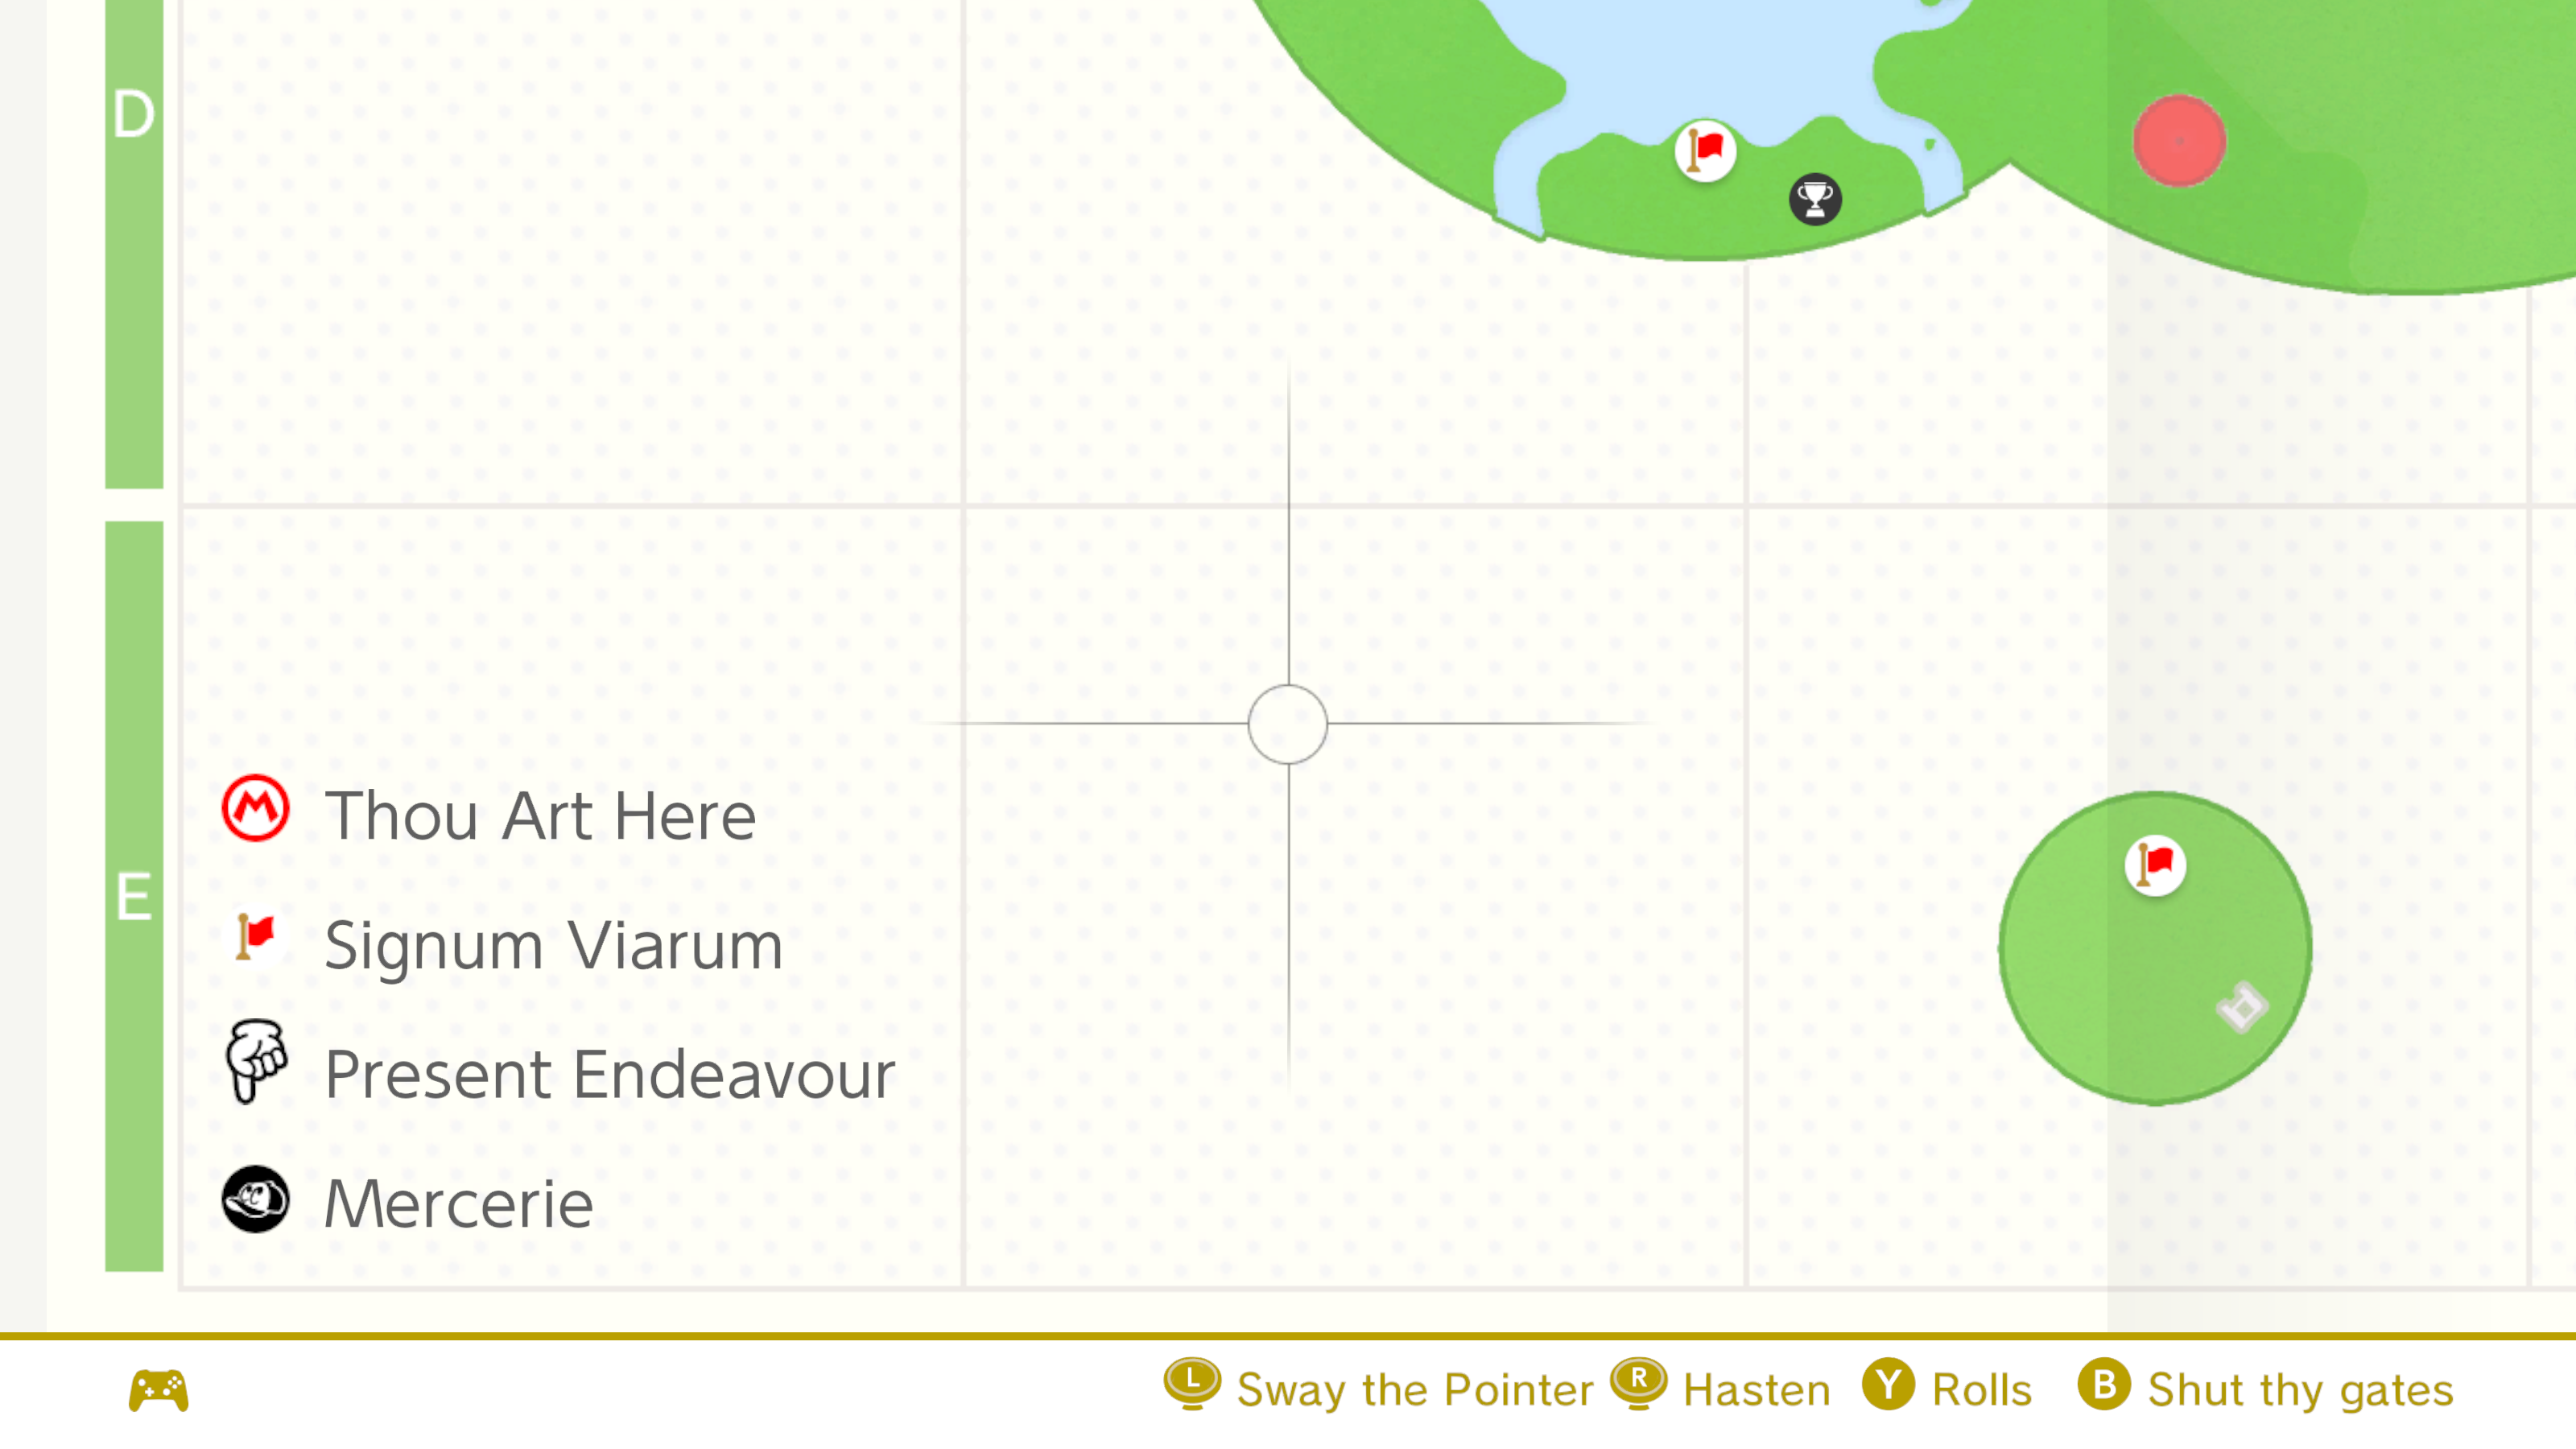 D
E
Thou Art Here
Signum Viarum
Present Endeavour
Mercerie
L Sway the Pointer R Hasten Y Rolls B Shut thy gates